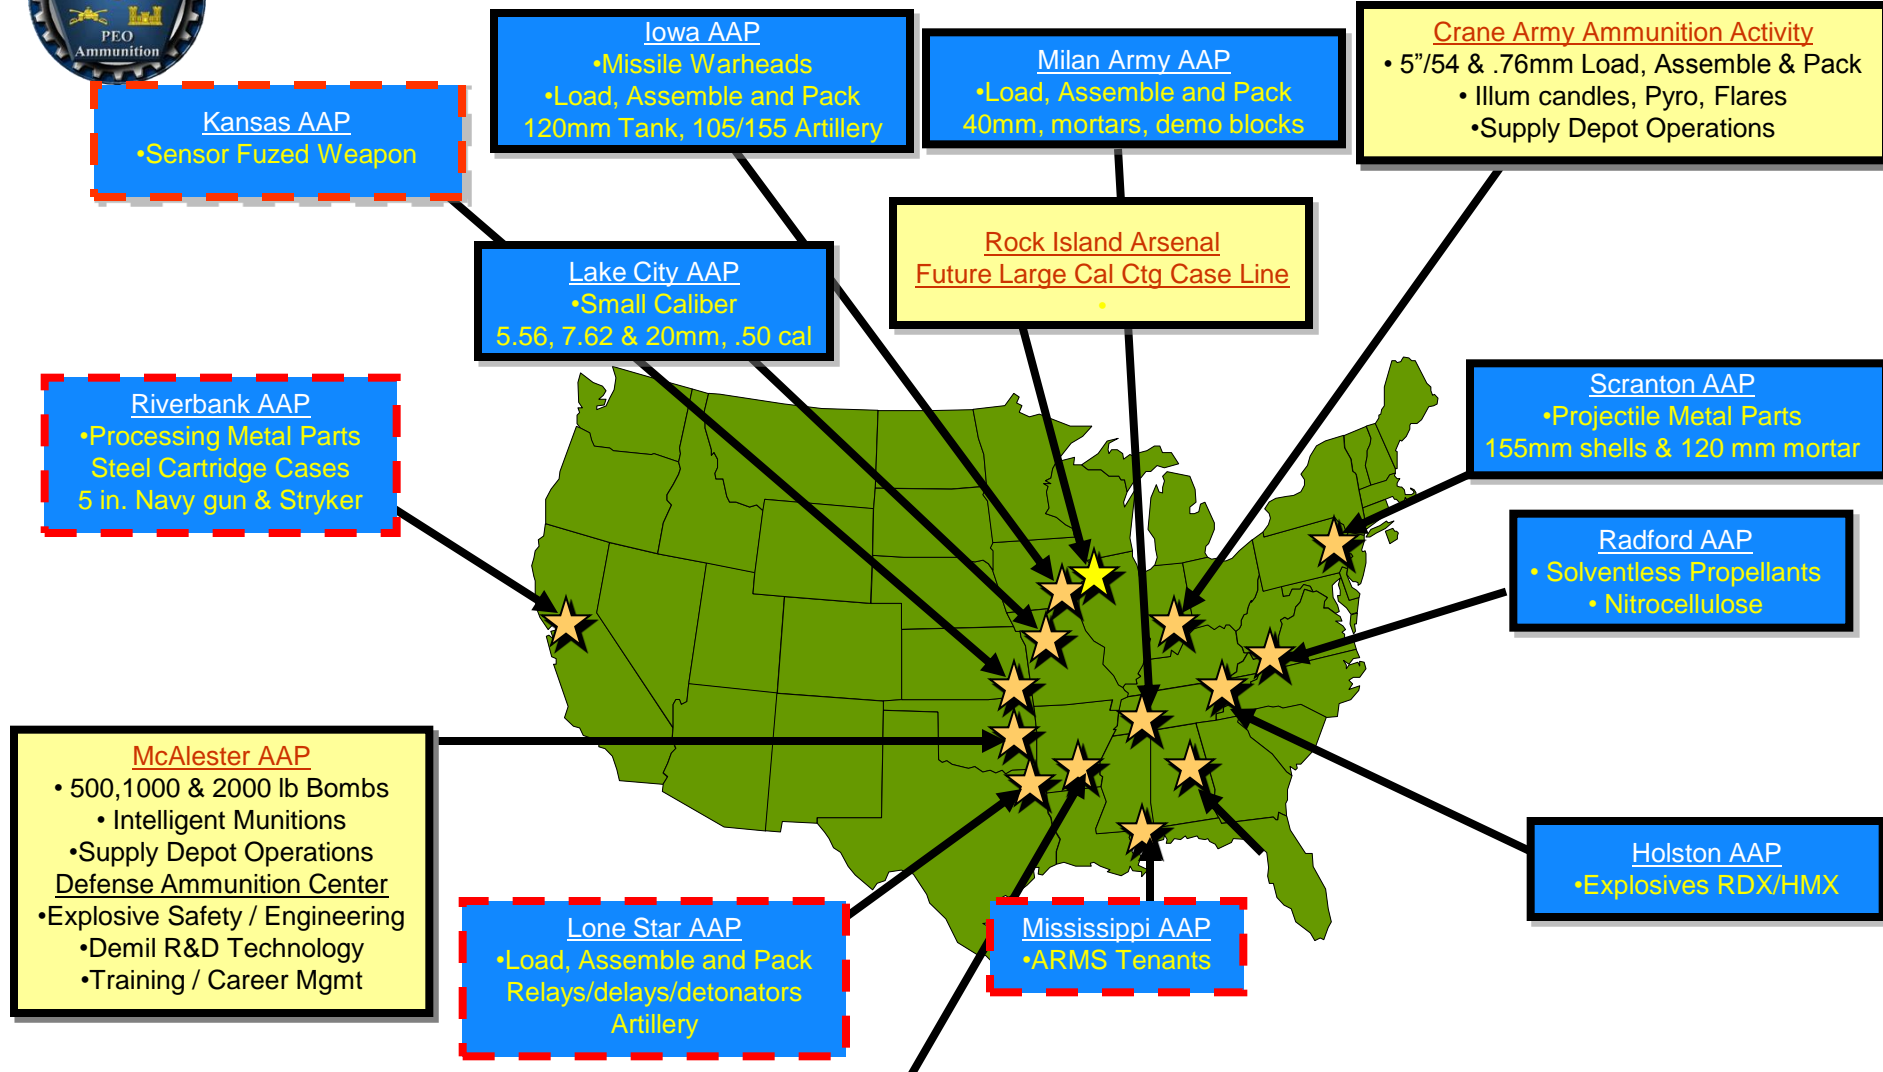 PEO
Ammunition
Iowa AAP
•Missile Warheads
•Load, Assemble and Pack
120mm Tank, 105/155 Artillery
Milan Army AAP
•Load, Assemble and Pack
40mm, mortars, demo blocks
Crane Army Ammunition Activity
• 5”/54 & .76mm Load, Assemble & Pack
• Illum candles, Pyro, Flares
•Supply Depot Operations
Kansas AAP
•Sensor Fuzed Weapon
Lake City AAP
•Small Caliber
5.56, 7.62 & 20mm, .50 cal
Rock Island Arsenal
Future Large Cal Ctg Case Line
•
Riverbank AAP
•Processing Metal Parts
Steel Cartridge Cases
5 in. Navy gun & Stryker
Scranton AAP
•Projectile Metal Parts
155mm shells & 120 mm mortar
Radford AAP
• Solventless Propellants
• Nitrocellulose
McAlester AAP
• 500,1000 & 2000 lb Bombs
• Intelligent Munitions
•Supply Depot Operations
Defense Ammunition Center
•Explosive Safety / Engineering
•Demil R&D Technology
•Training / Career Mgmt
Lone Star AAP
•Load, Assemble and Pack
Relays/delays/detonators
Artillery
Mississippi AAP
•ARMS Tenants
Holston AAP
•Explosives RDX/HMX